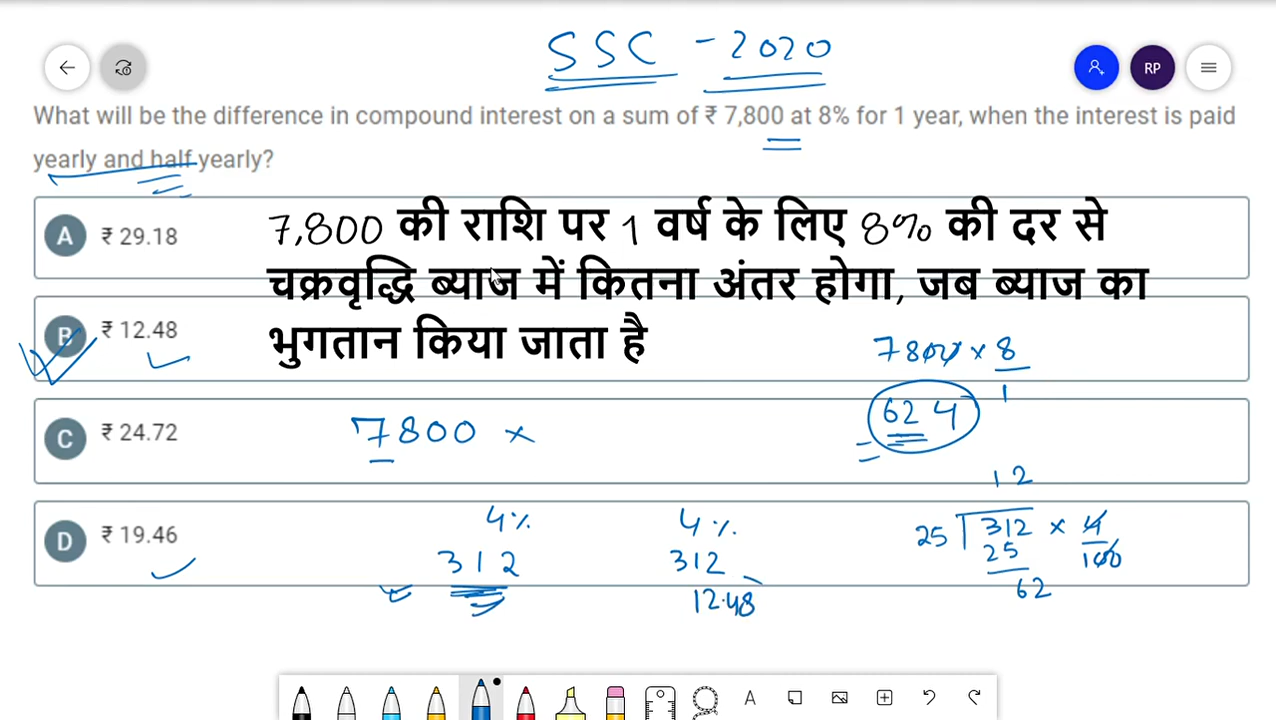 SSC - 2020
RP
What will be the difference in compound interest on a sum of ₹ 7,800 at 8% for 1 year, when the interest is paid
yearly and half yearly?
A ₹ 29.18
7,800 की राशि पर 1 वर्ष के लिए 8% की दर से
चक्रवृद्धि ब्याज में कितना अंतर होगा, जब ब्याज का
B ₹ 12.48
भुगतान किया जाता है
7800 × 8
1
624
C ₹ 24.72
7800 ×
12
D ₹ 19.46
4% 4%
312 312
12.48
25 312 × 4
25 100
62
A